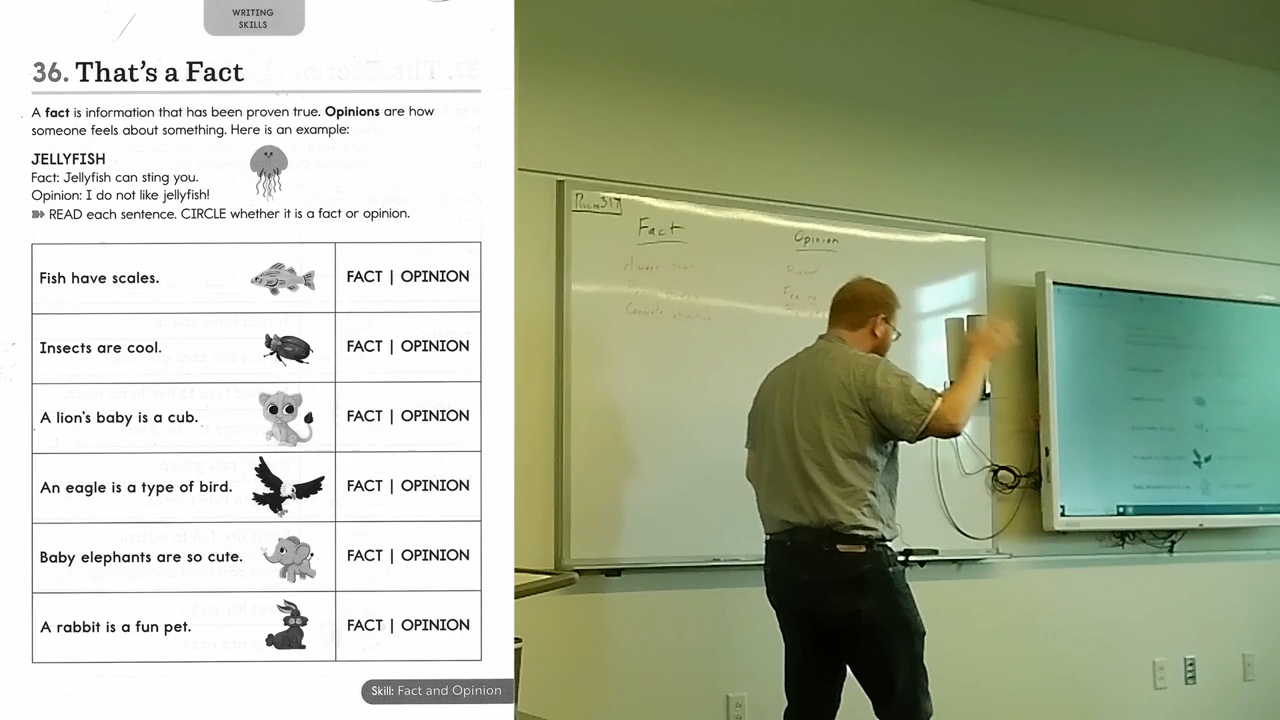 WRITING
SKILLS
36. That's a Fact
A fact is information that has been proven true. Opinions are how
someone feels about something. Here is an example:
JELLYFISH
Fact: Jellyfish can sting you.
Opinion: I do not like jellyfish!
READ each sentence. CIRCLE whether it is a fact or opinion.
Fish have scales.
FACT | OPINION
Insects are cool.
FACT | OPINION
A lion's baby is a cub.
FACT | OPINION
An eagle is a type of bird.
FACT | OPINION
Baby elephants are so cute.
FACT | OPINION
A rabbit is a fun pet.
FACT | OPINION
Skill: Fact and Opinion
Fact
Opinion
Always true